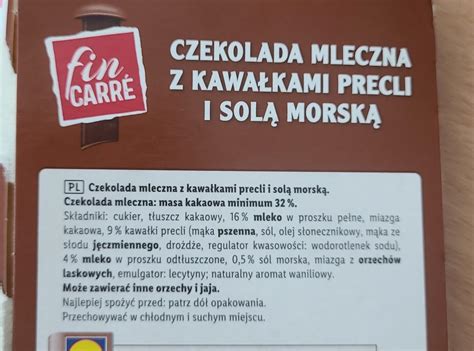 fin
CARRÉ
CZEKOLADA MLECZNA
Z KAWAŁKAMI PRECLI
I SOLĄ MORSKĄ
PL Czekolada mleczna z kawałkami precli i solą morską.
Czekolada mleczna: masa kakaowa minimum 32 %.
Składniki: cukier, tłuszcz kakaowy, 16 % mleko w proszku pełne, miazga
kakaowa, 9 % kawałki precli (mąka pszenna, sól, olej słonecznikowy, mąka ze
słodu jęczmiennego, drożdże, regulator kwasowości: wodorotlenek sodu),
4 % mleko w proszku odtłuszczone, 0,5 % sól morska, miazga z orzechów
laskowych, emulgator: lecytyny; naturalny aromat waniliowy.
Może zawierać inne orzechy i jaja.
Najlepiej spożyć przed: patrz dół opakowania.
Przechowywać w chłodnym i suchym miejscu.